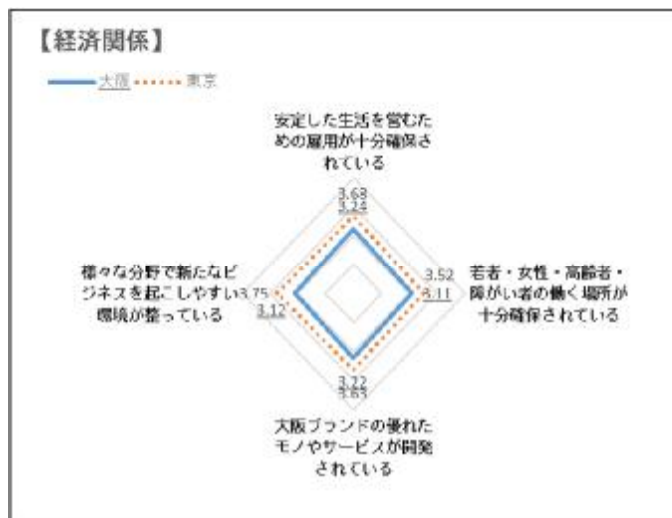 【経済関係】
大阪 東京
安定した生活を営むた
めの雇用が十分確保さ
れている
3.63
3.24
様々な分野で新たなビ
ジネスを起こしやすい
環境が整っている
3.75
3.12
3.52
3.11
若者・女性・高齢者・
障がい者の働く場所が
十分確保されている
3.22
3.63
大阪ブランドの優れた
モノやサービスが開発
されている